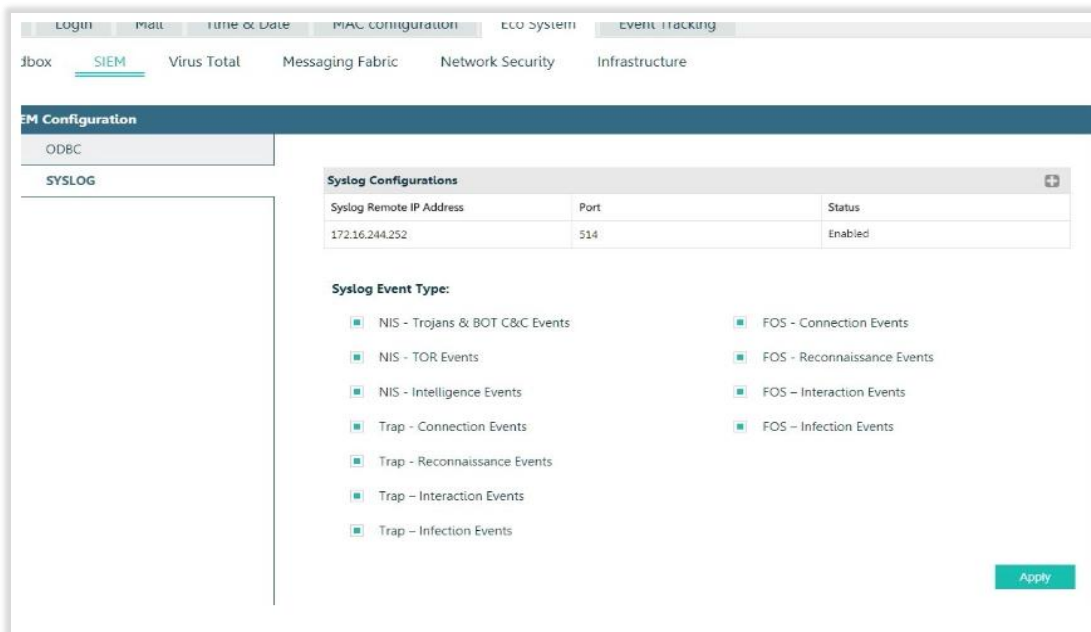 Login Mail Time & Date MAC configuration Eco System Event Tracking
dbox SIEM Virus Total Messaging Fabric Network Security Infrastructure
EM Configuration
ODBC
SYSLOG
Syslog Configurations
Syslog Remote IP Address Port Status
172.16.244.252 514 Enabled
Syslog Event Type:
NIS - Trojans & BOT C&C Events FOS - Connection Events
NIS - TOR Events FOS - Reconnaissance Events
NIS - Intelligence Events FOS – Interaction Events
Trap - Connection Events FOS – Infection Events
Trap - Reconnaissance Events
Trap – Interaction Events
Trap – Infection Events
Apply